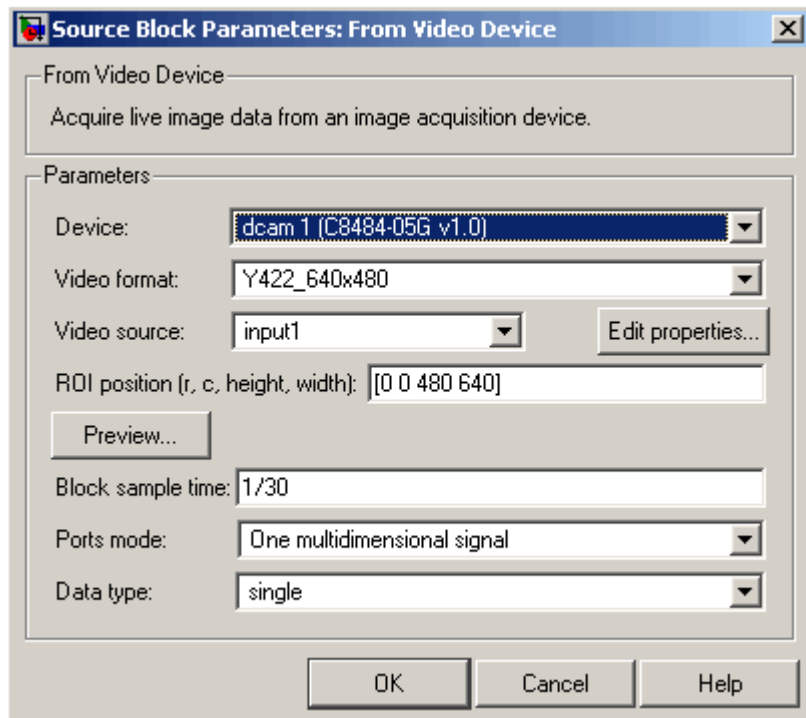 Source Block Parameters: From Video Device
From Video Device
Acquire live image data from an image acquisition device.
Parameters
Device: dcam 1 (C8484-05G v1.0)
Video format: Y422_640x480
Video source: input1 Edit properties...
ROI position (r, c, height, width): [0 0 480 640]
Preview...
Block sample time: 1/30
Ports mode: One multidimensional signal
Data type: single
OK Cancel Help